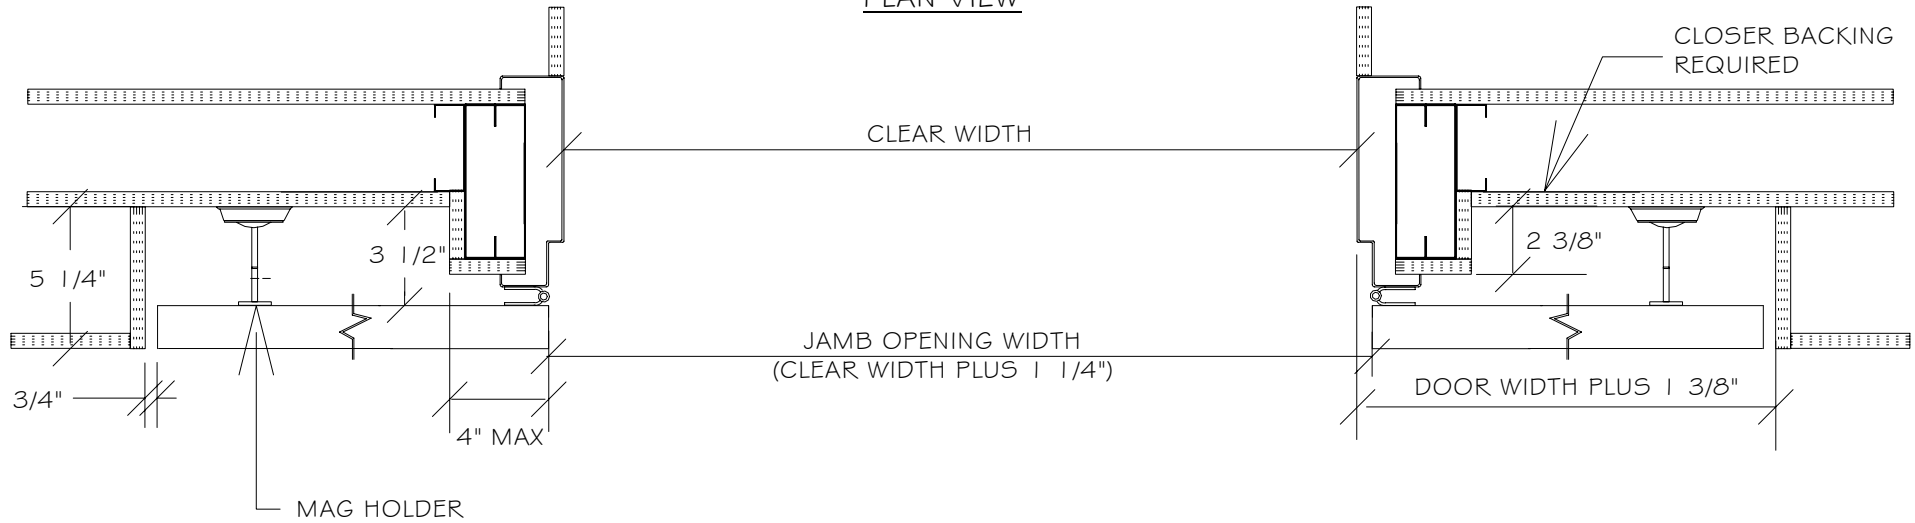 PLAN VIEW
CLOSER BACKING
REQUIRED
CLEAR WIDTH
3 1/2"
2 3/8"
5 1/4"
JAMB OPENING WIDTH
(CLEAR WIDTH PLUS 1 1/4")
3/4"
DOOR WIDTH PLUS 1 3/8"
4" MAX
MAG HOLDER